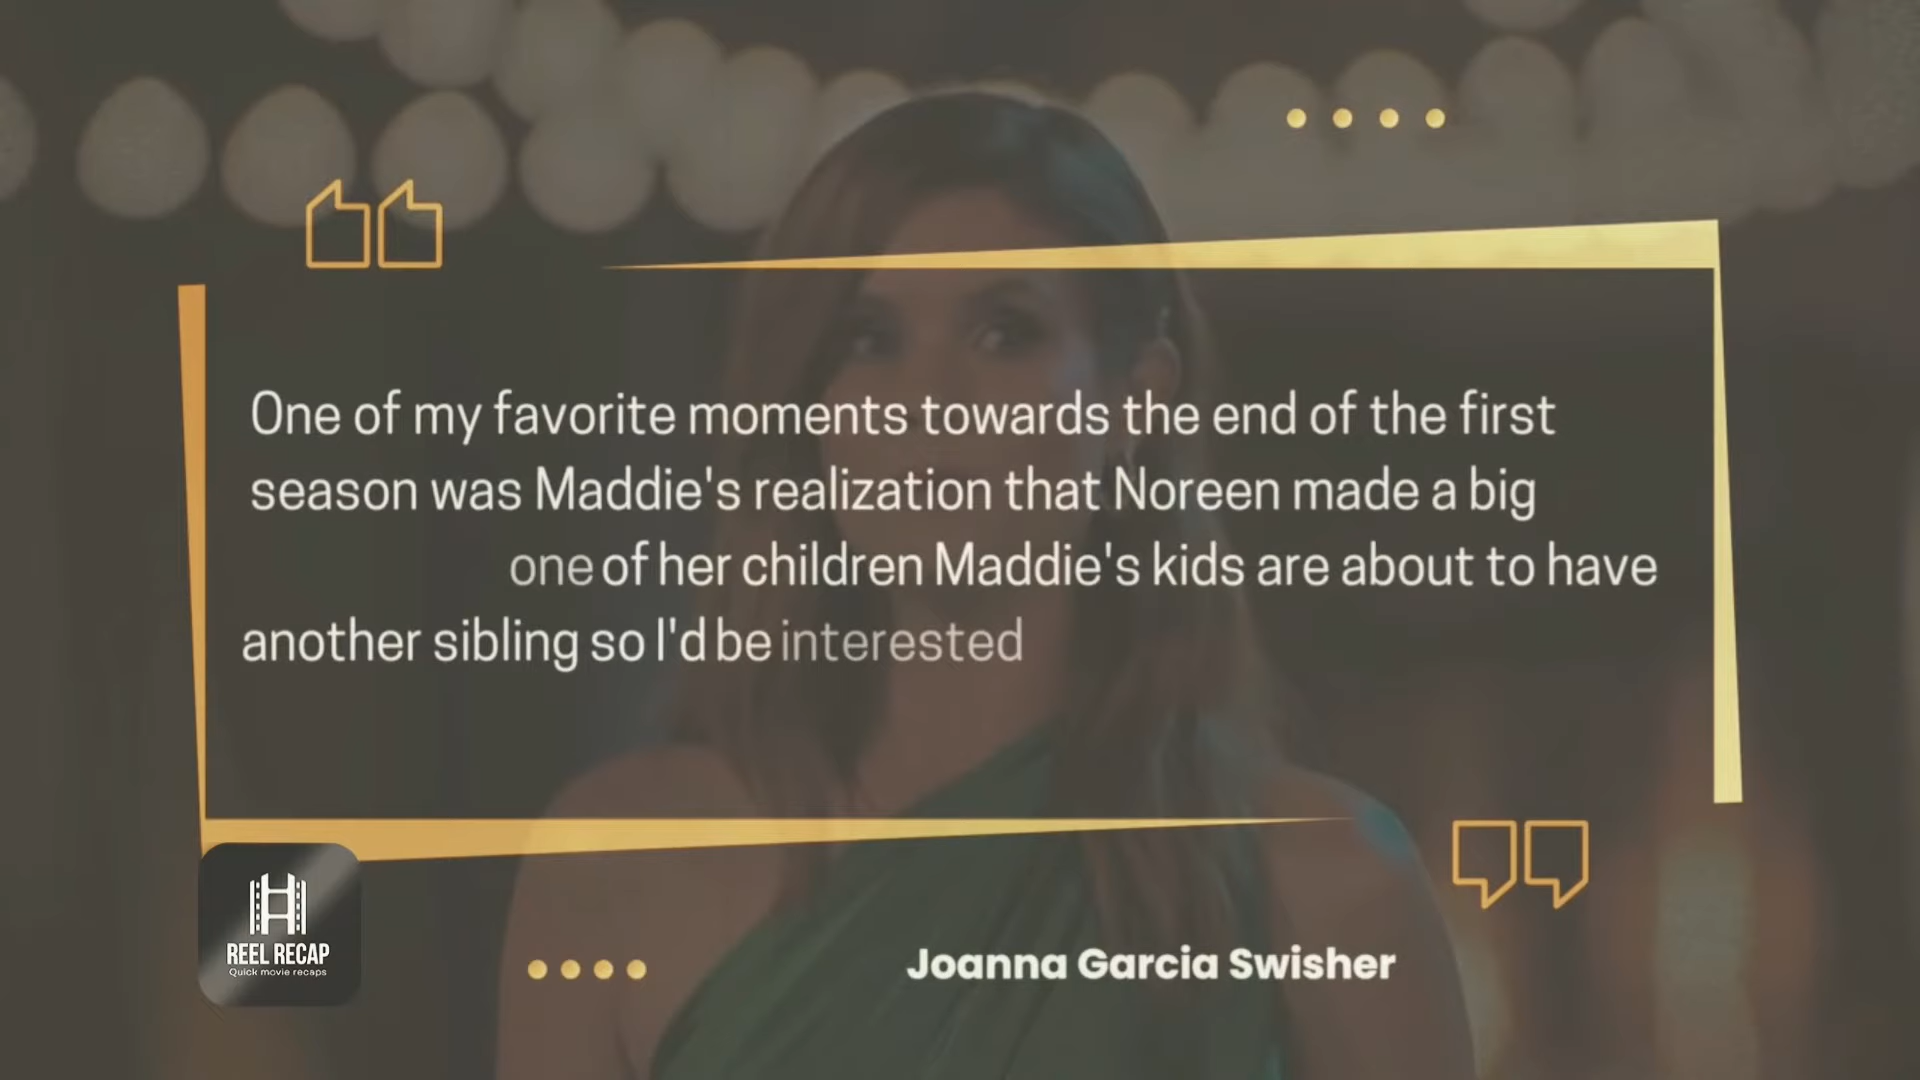 One of my favorite moments towards the end of the first
season was Maddie's realization that Noreen made a big
one of her children Maddie's kids are about to have
another sibling so I'd be interested
REEL RECAP
Quick movie recaps
Joanna Garcia Swisher